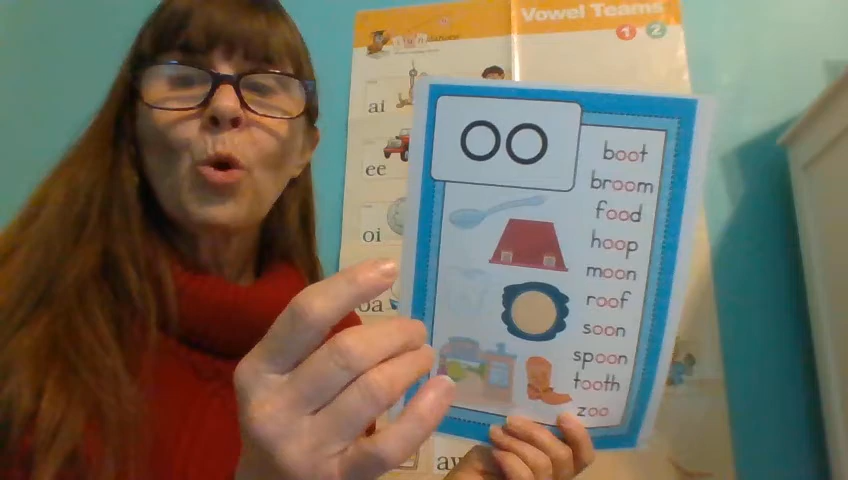 Vowel Teams
1 2
ai
ee
oi
oa
aw
oo
boot
broom
food
hoop
moon
roof
soon
spoon
tooth
zoo